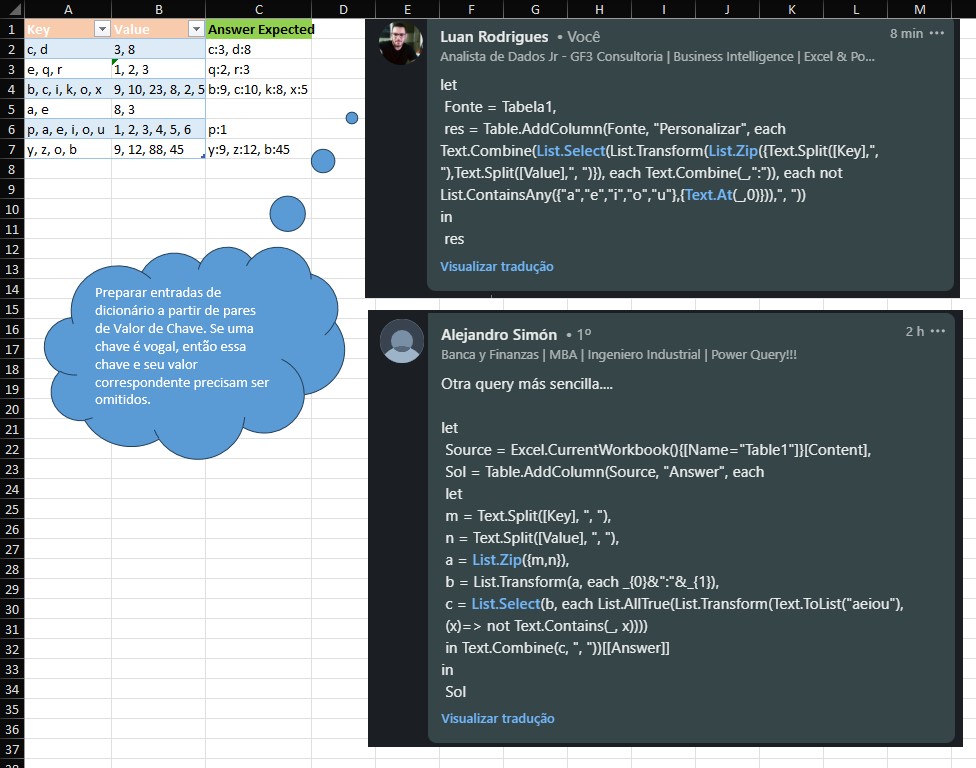 A B C D E F G H I J K L M
1 Key Value Answer Expected
2 c, d 3, 8 c:3, d:8
3 e, q, r 1, 2, 3 q:2, r:3
4 b, c, i, k, o, x 9, 10, 23, 8, 2, 5 b:9, c:10, k:8, x:5
5 a, e 8, 3
6 p, a, e, i, o, u 1, 2, 3, 4, 5, 6 p:1
7 y, z, o, b 9, 12, 88, 45 y:9, z:12, b:45
8
9
10
11
12
13
14
15
16
17
18
19
20
21
22
23
24
25
26
27
28
29
30
31
32
33
34
35
36
37
Preparar entradas de
dicionário a partir de pares
de Valor de Chave. Se uma
chave é vogal, então essa
chave e seu valor
correspondente precisam ser
omitidos.
Luan Rodrigues • Você
8 min •••
Analista de Dados Jr - GF3 Consultoria | Business Intelligence | Excel & Po...
let
Fonte = Tabela1,
res = Table.AddColumn(Fonte, "Personalizar", each
Text.Combine(List.Select(List.Transform(List.Zip({Text.Split([Key],",
"),Text.Split([Value],", ")}), each Text.Combine(_,":")), each not
List.ContainsAny({"a","e","i","o","u"},{Text.At(_,0)})),", "))
in
res
Visualizar tradução
Alejandro Simón • 1º
2 h •••
Banca y Finanzas | MBA | Ingeniero Industrial | Power Query!!!
Otra query más sencilla....
let
Source = Excel.CurrentWorkbook(){[Name="Table1"]}[Content],
Sol = Table.AddColumn(Source, "Answer", each
let
m = Text.Split([Key], ", "),
n = Text.Split([Value], ", "),
a = List.Zip({m,n}),
b = List.Transform(a, each _{0}&":"&_{1}),
c = List.Select(b, each List.AllTrue(List.Transform(Text.ToList("aeiou"),
(x)=> not Text.Contains(_, x))))
in Text.Combine(c, ", "))[[Answer]]
in
Sol
Visualizar tradução